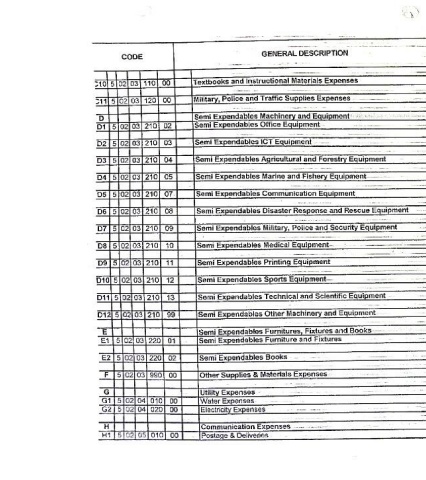 CODE GENERAL DESCRIPTION
C10 5 02 03 110 00 Textbooks and Instructional Materials Expenses
C11 5 02 03 120 00 Military, Police and Traffic Supplies Expenses
D Semi Expendables Machinery and Equipment
D1 5 02 03 210 02 Semi Expendables Office Equipment
D2 5 02 03 210 03 Semi Expendables ICT Equipment
D3 5 02 03 210 04 Semi Expendables Agricultural and Forestry Equipment
D4 5 02 03 210 05 Semi Expendables Marine and Fishery Equipment
D5 5 02 03 210 07 Semi Expendables Communication Equipment
D6 5 02 03 210 08 Semi Expendables Disaster Response and Rescue Equipment
D7 5 02 03 210 09 Semi Expendables Military, Police and Security Equipment
D8 5 02 03 210 10 Semi Expendables Medical Equipment
D9 5 02 03 210 11 Semi Expendables Printing Equipment
D10 5 02 03 210 12 Semi Expendables Sports Equipment
D11 5 02 03 210 13 Semi Expendables Technical and Scientific Equipment
D12 5 02 03 210 99 Semi Expendables Other Machinery and Equipment
E Semi Expendables Furnitures, Fixtures and Books
E1 5 02 03 220 01 Semi Expendables Furniture and Fixtures
E2 5 02 03 220 02 Semi Expendables Books
F 5 02 03 990 00 Other Supplies & Materials Expenses
G Utility Expenses
G1 5 02 04 010 00 Water Expenses
G2 5 02 04 020 00 Electricity Expenses
H Communication Expenses
H1 5 02 05 010 00 Postage & Deliveries